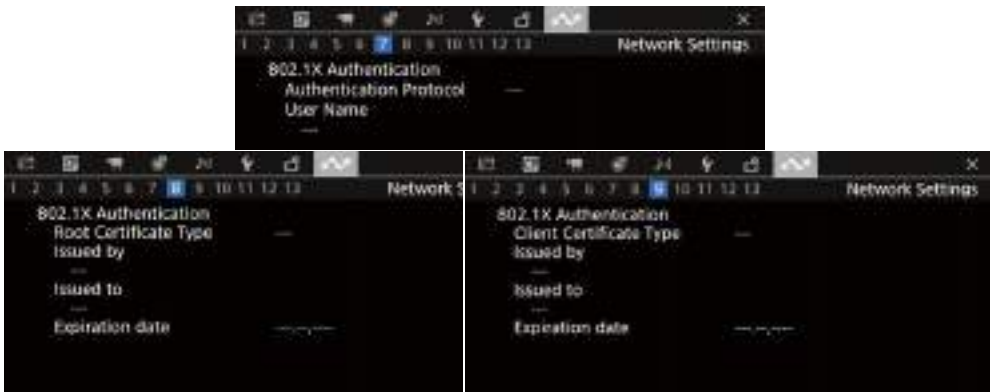 1 2 3 4 5 6 7 8 9 10 11 12 13 Network Settings
802.1X Authentication
Authentication Protocol ---
User Name
---
1 2 3 4 5 6 7 8 9 10 11 12 13 Network S
802.1X Authentication
Root Certificate Type ---
Issued by
---
Issued to
---
Expiration date --.--.----
1 2 3 4 5 6 7 8 9 10 11 12 13 Network Settings
802.1X Authentication
Client Certificate Type ---
Issued by
---
Issued to
---
Expiration date --.--.----